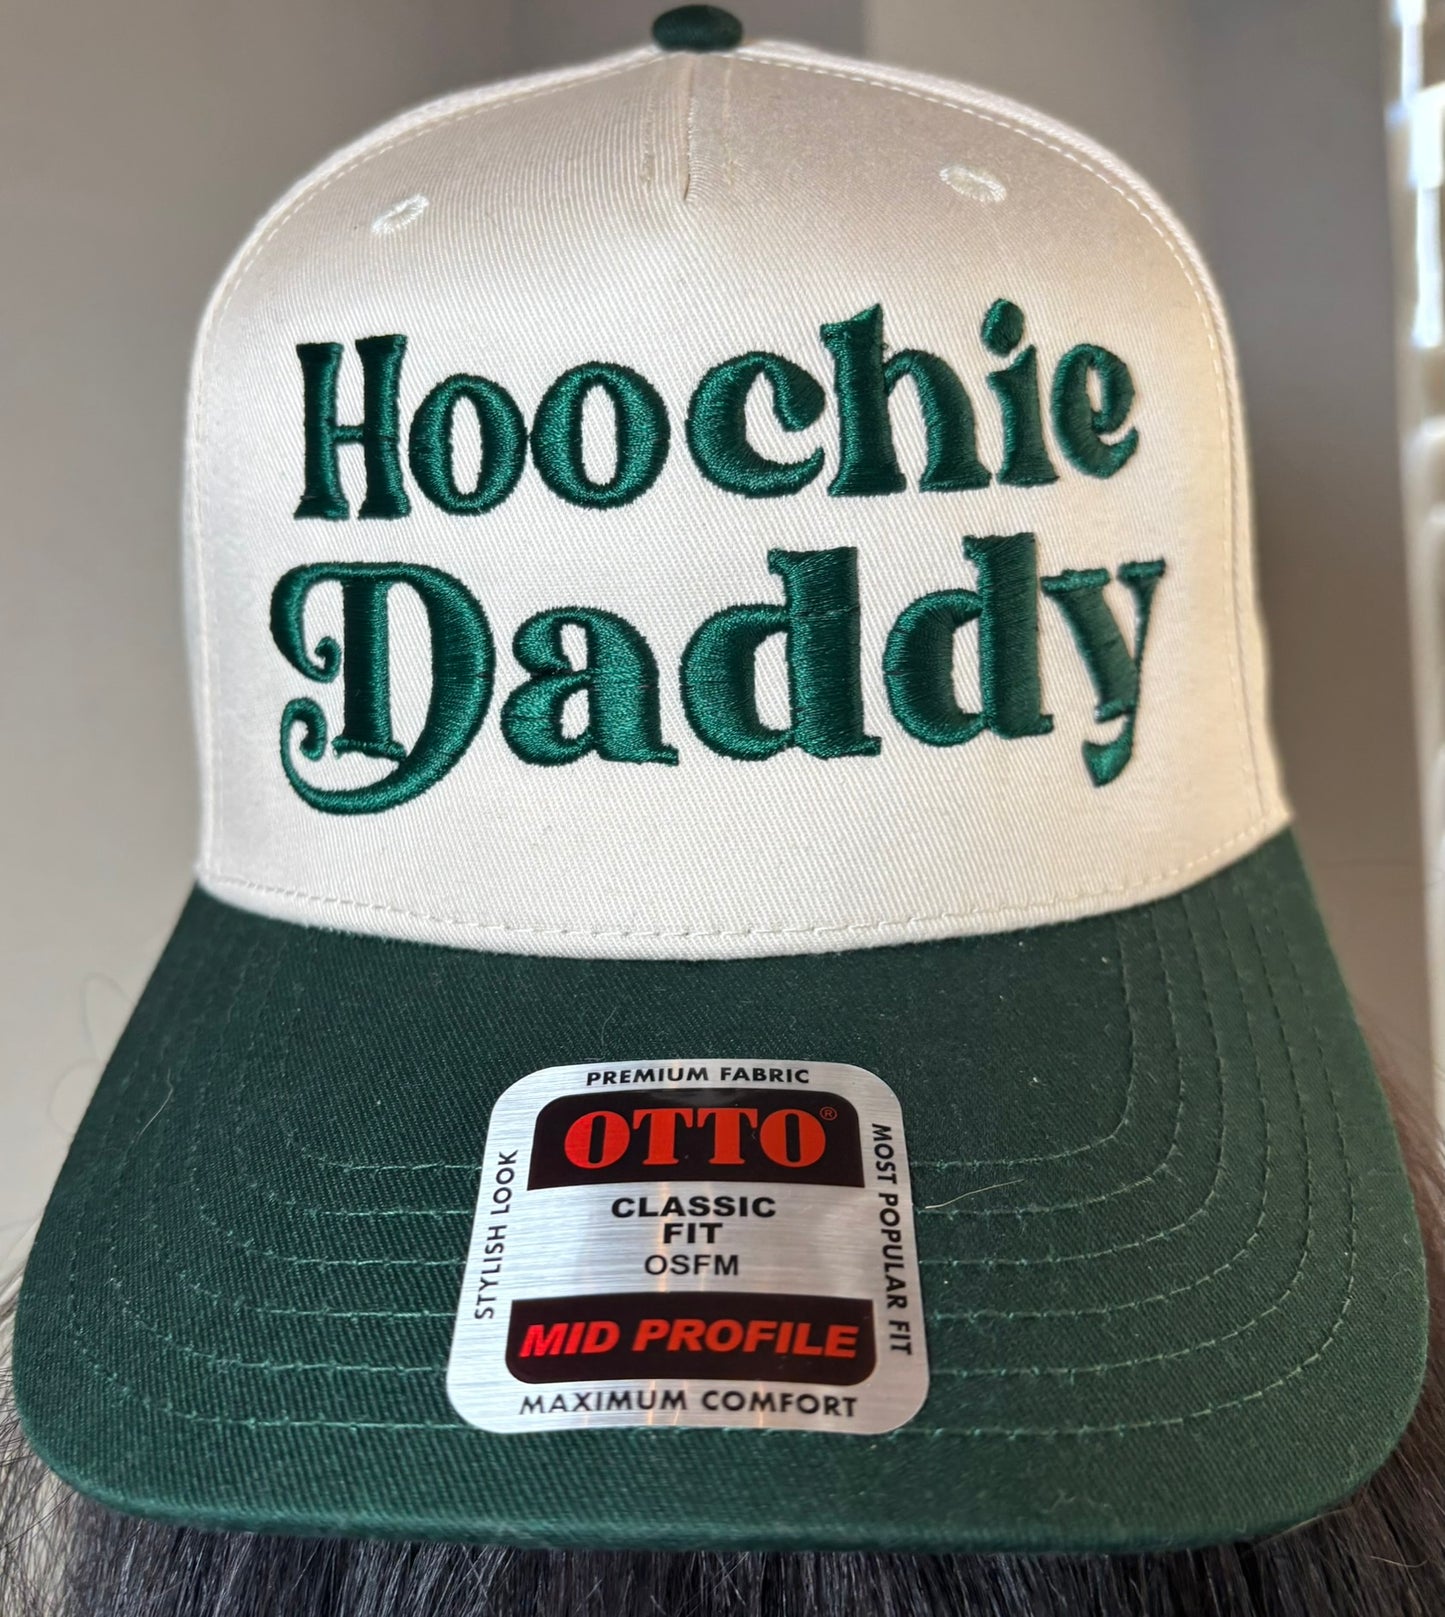 Hoochie
Daddy
PREMIUM FABRIC
OTTO®
STYLISH LOOK
CLASSIC
FIT
OSFM
MOST POPULAR FIT
MID PROFILE
MAXIMUM COMFORT